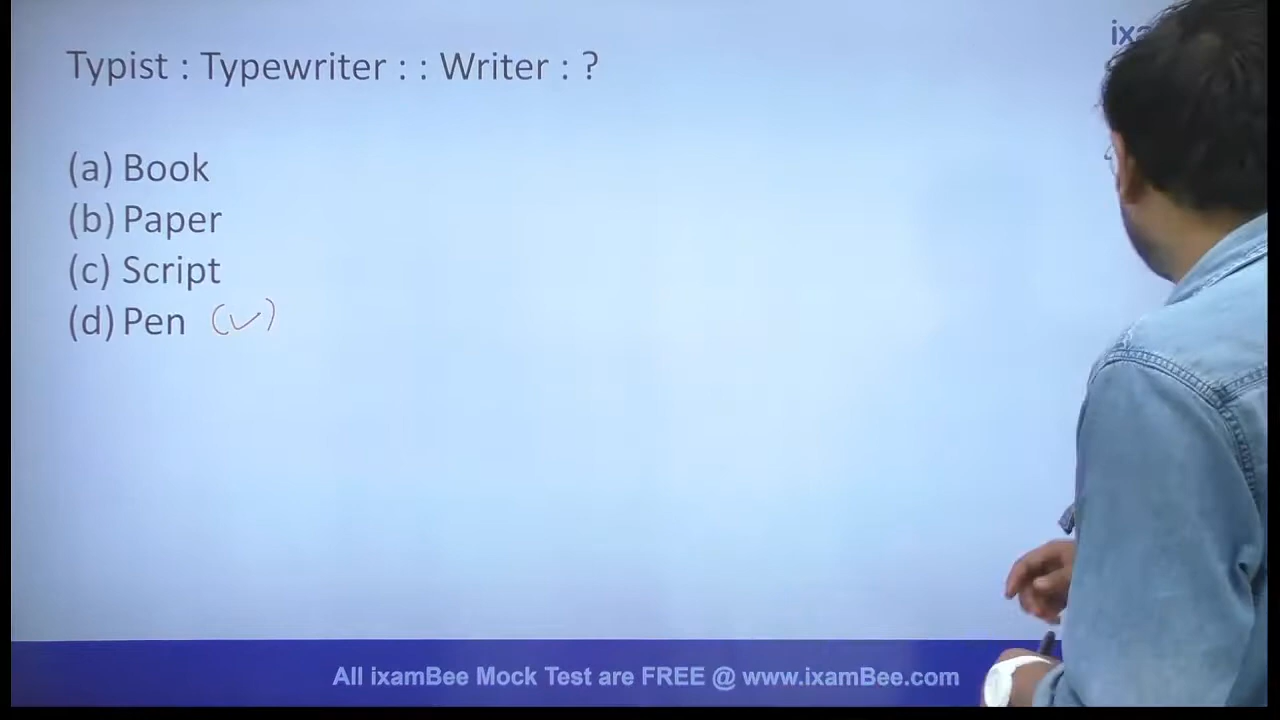 Typist : Typewriter : : Writer : ?
(a) Book
(b) Paper
(c) Script
(d) Pen (✓)
All ixamBee Mock Test are FREE @ www.ixamBee.com